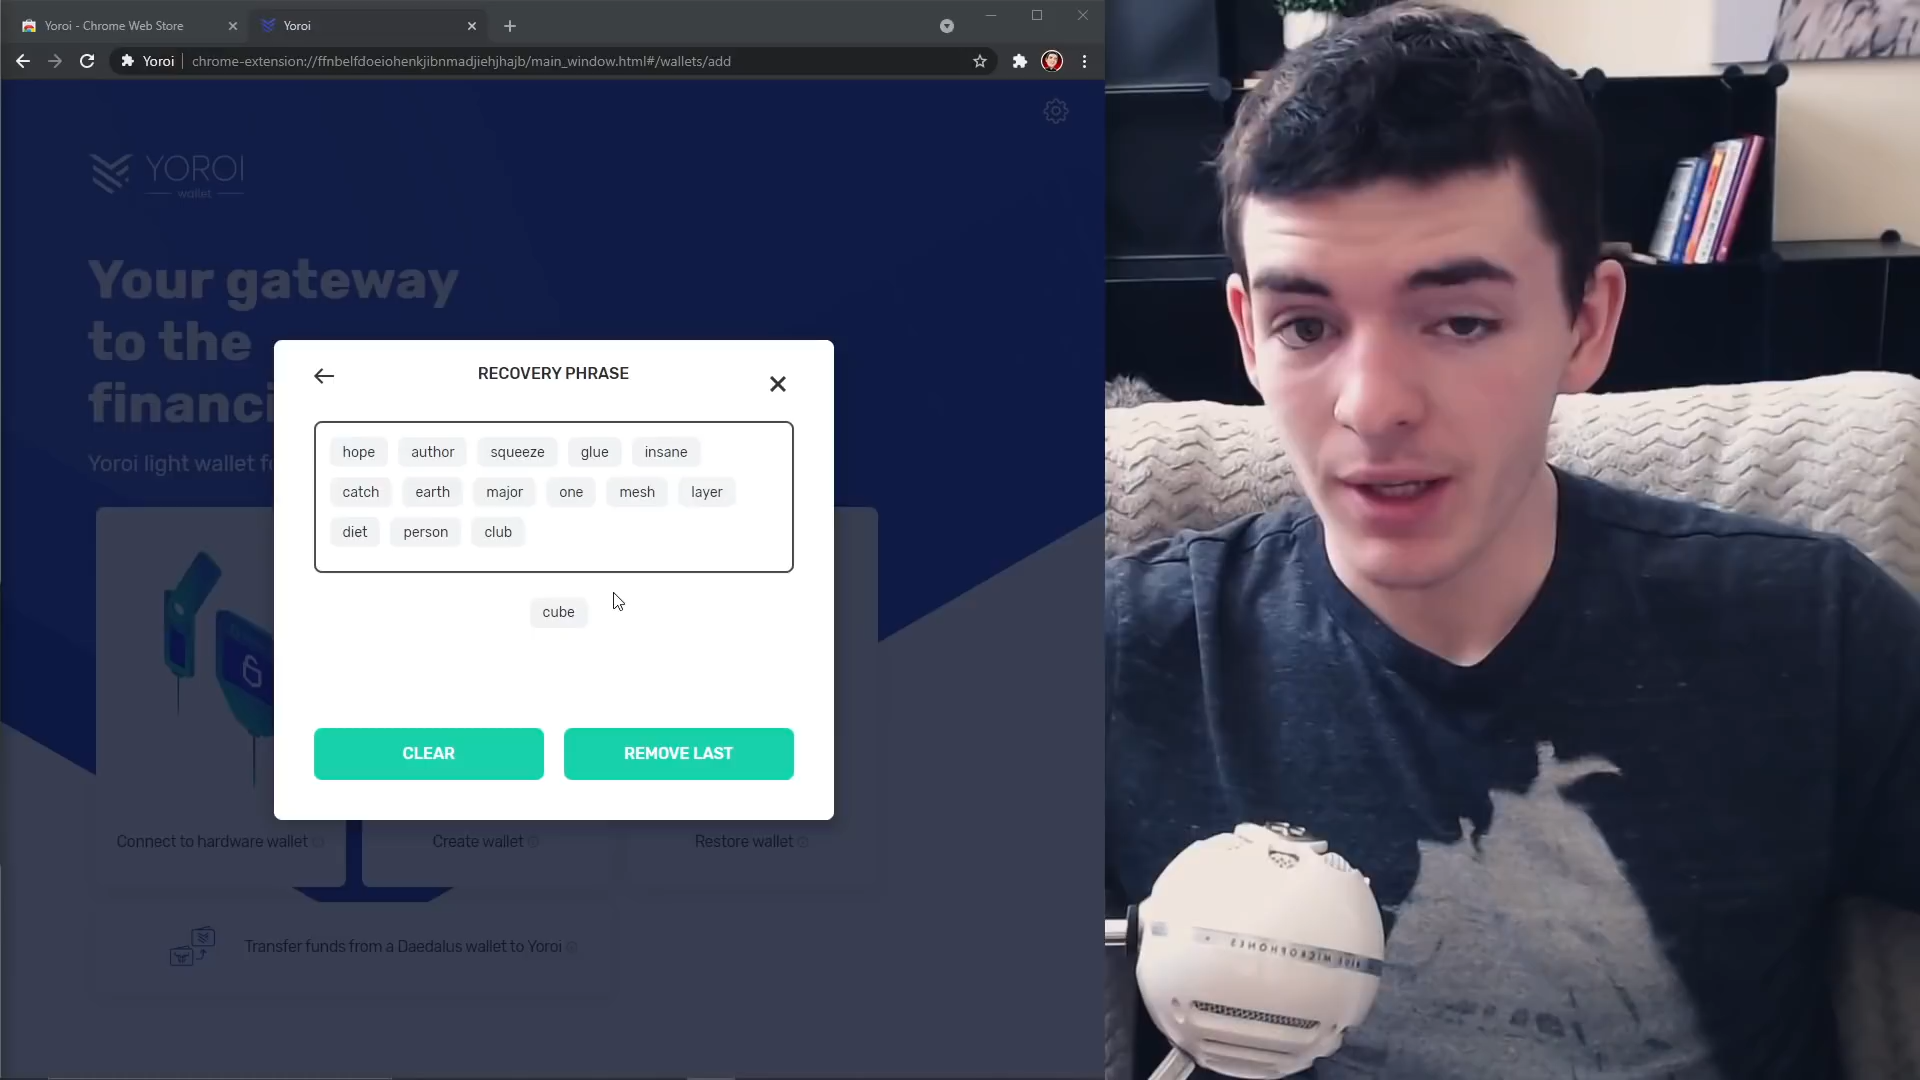 Yoroi - Chrome Web Store
Yoroi
Yoroi
chrome-extension://ffnbelfdoeiohenkjibnmadjiehjhajb/main_window.html#/wallets/add
YOROI
wallet
Your gateway
to the
financi
Yoroi light wallet f
RECOVERY PHRASE
hope author squeeze glue insane
catch earth major one mesh layer
diet person club
cube
CLEAR REMOVE LAST
Connect to hardware wallet
Create wallet
Restore wallet
Transfer funds from a Daedalus wallet to Yoroi
MICROPHONES